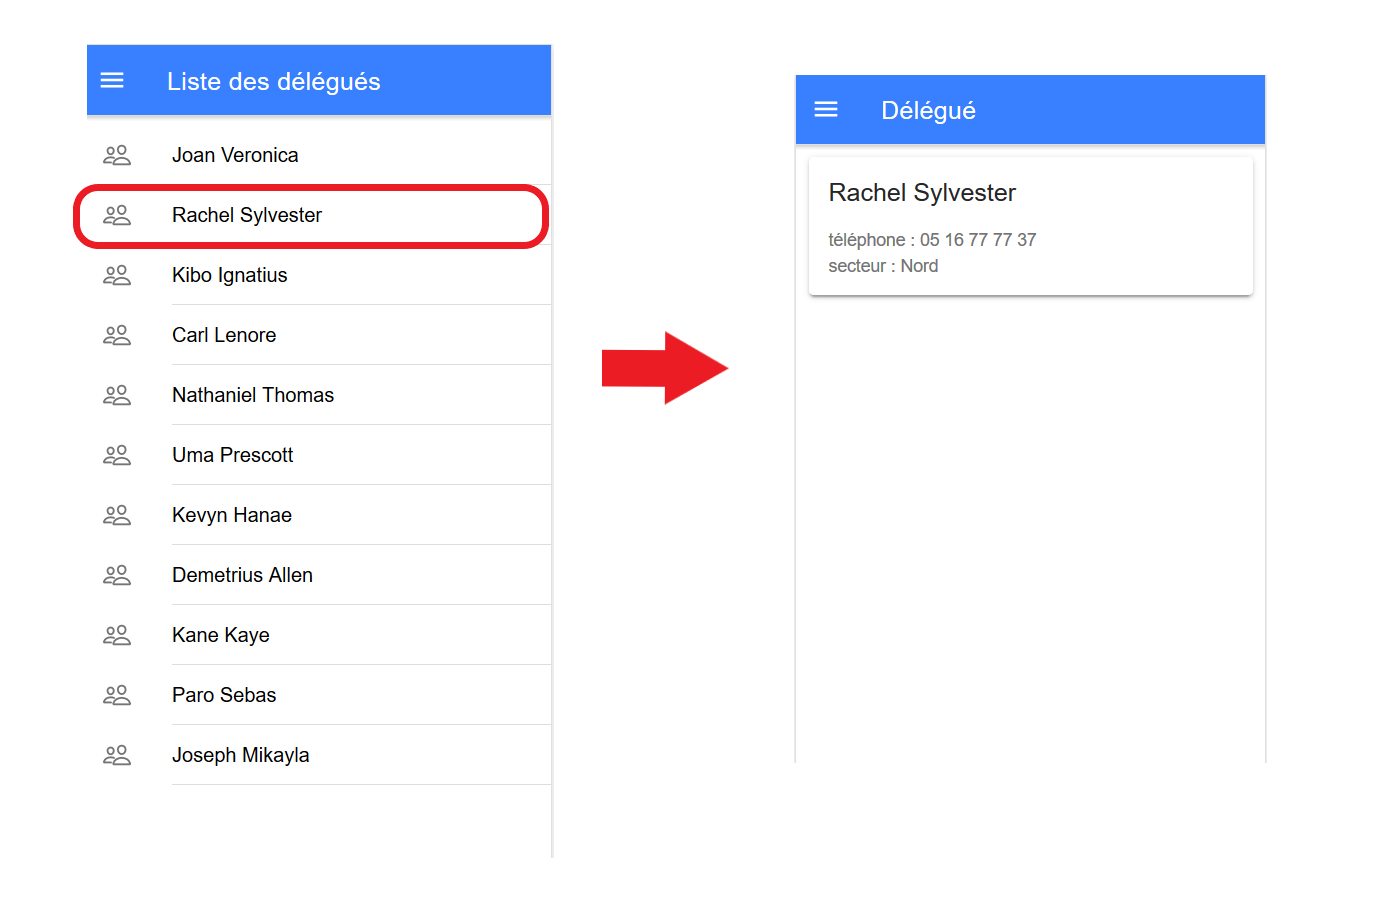 Liste des délégués
Joan Veronica
Rachel Sylvester
Kibo Ignatius
Carl Lenore
Nathaniel Thomas
Uma Prescott
Kevyn Hanae
Demetrius Allen
Kane Kaye
Paro Sebas
Joseph Mikayla
Délégué
Rachel Sylvester
téléphone : 05 16 77 77 37
secteur : Nord